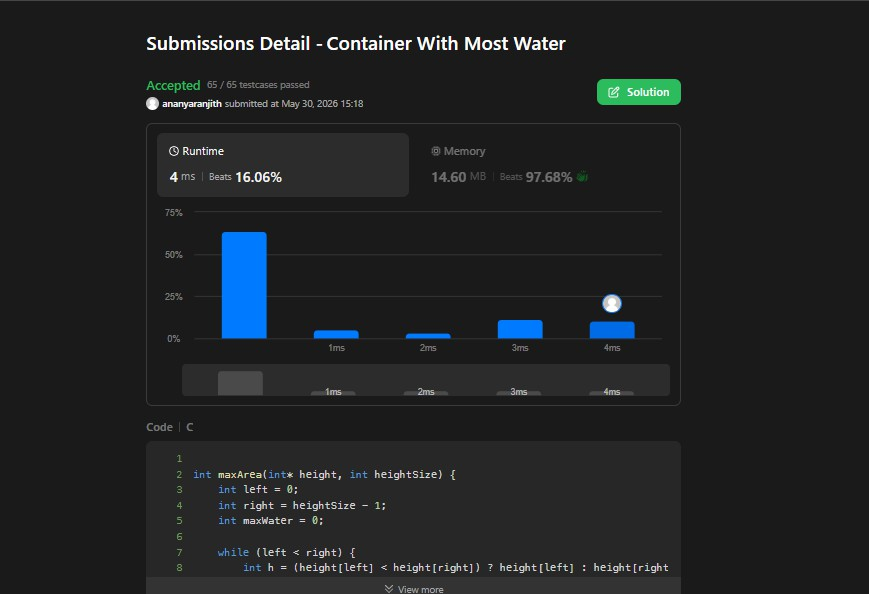 Submissions Detail - Container With Most Water
Accepted 65 / 65 testcases passed
ananyaranjith submitted at May 30, 2026 15:18
Solution
Runtime
4 ms | Beats 16.06%
Memory
14.60 MB | Beats 97.68%
75%
50%
25%
0%
1ms 2ms 3ms 4ms
1ms 2ms 3ms 4ms
Code | C
1
2 int maxArea(int* height, int heightSize) {
3     int left = 0;
4     int right = heightSize - 1;
5     int maxWater = 0;
6
7     while (left < right) {
8         int h = (height[left] < height[right]) ? height[left] : height[right
View more